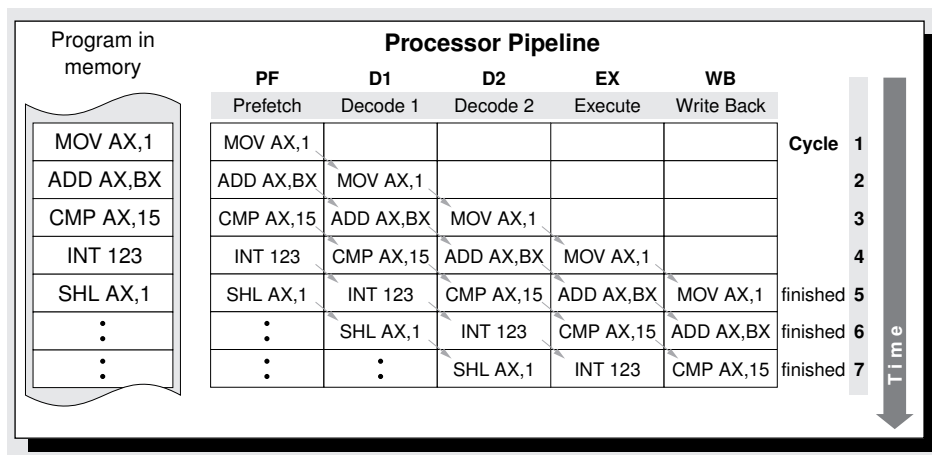 Program in
memory
Processor Pipeline
PF D1 D2 EX WB
Prefetch Decode 1 Decode 2 Execute Write Back
MOV AX,1 MOV AX,1 Cycle 1
ADD AX,BX ADD AX,BX MOV AX,1 2
CMP AX,15 CMP AX,15 ADD AX,BX MOV AX,1 3
INT 123 INT 123 CMP AX,15 ADD AX,BX MOV AX,1 4
SHL AX,1 SHL AX,1 INT 123 CMP AX,15 ADD AX,BX MOV AX,1 finished 5
SHL AX,1 INT 123 CMP AX,15 ADD AX,BX finished 6
SHL AX,1 INT 123 CMP AX,15 finished 7
Time